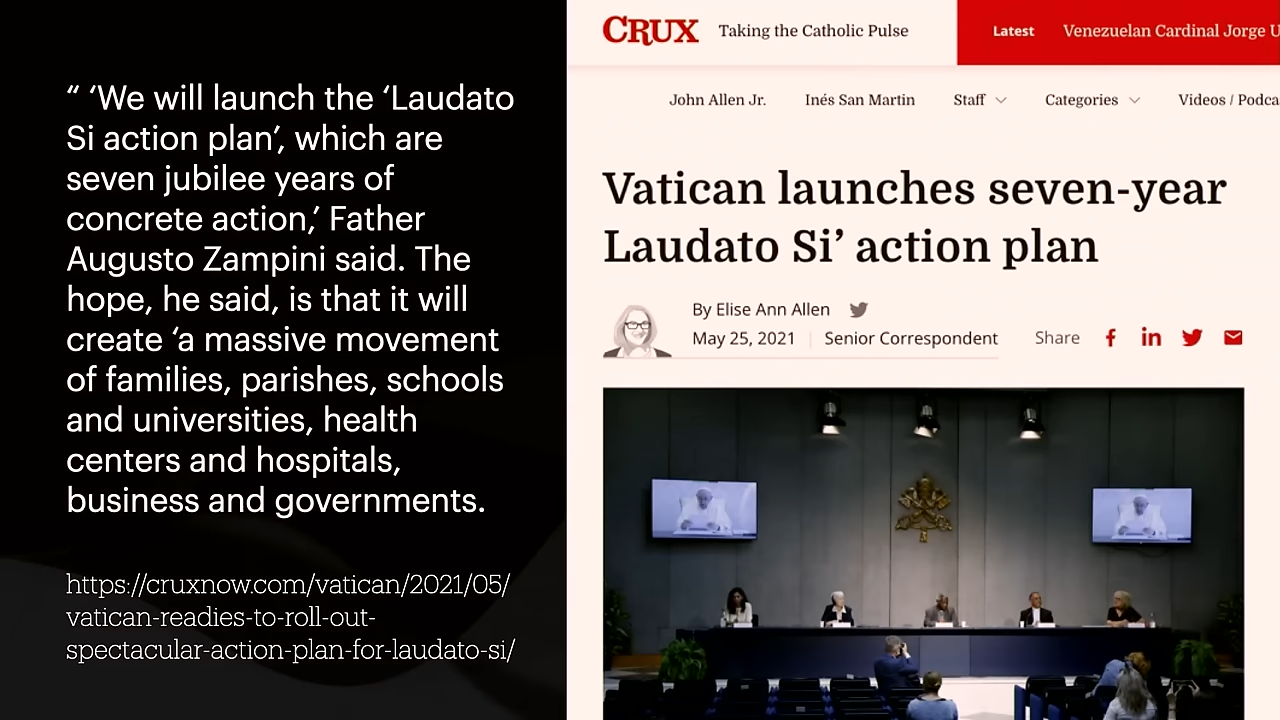 “ ‘We will launch the ‘Laudato
Si action plan’, which are
seven jubilee years of
concrete action,’ Father
Augusto Zampini said. The
hope, he said, is that it will
create ‘a massive movement
of families, parishes, schools
and universities, health
centers and hospitals,
business and governments.
https://cruxnow.com/vatican/2021/05/
vatican-readies-to-roll-out-
spectacular-action-plan-for-laudato-si/
CRUX Taking the Catholic Pulse Latest Venezuelan Cardinal Jorge U
John Allen Jr. Inés San Martin Staff Categories Videos / Podca
Vatican launches seven-year
Laudato Si’ action plan
By Elise Ann Allen
May 25, 2021 | Senior Correspondent Share